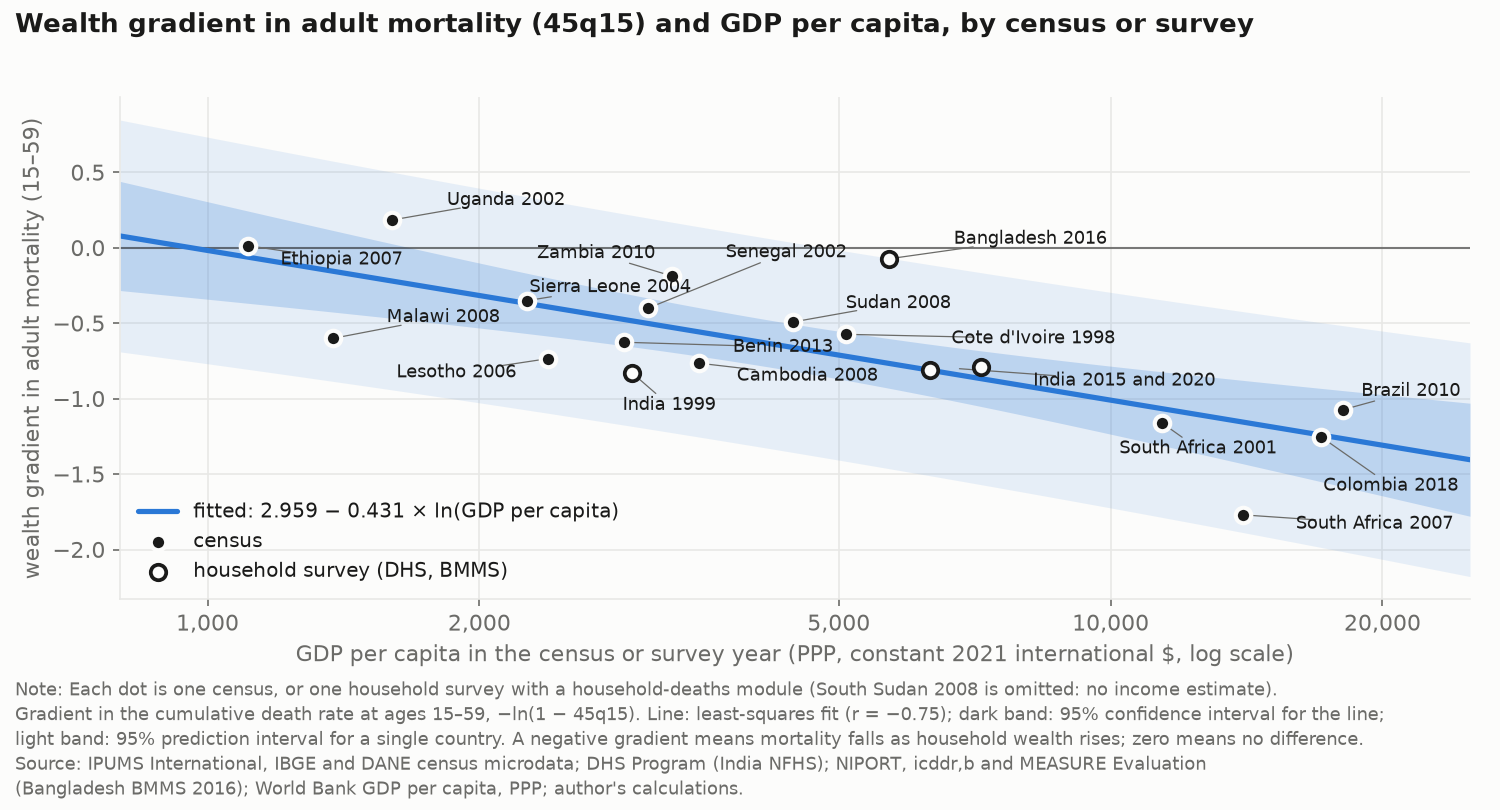 Wealth gradient in adult mortality (45q15) and GDP per capita, by census or survey
wealth gradient in adult mortality (15–59)
0.5
0.0
−0.5
−1.0
−1.5
−2.0
Uganda 2002
Bangladesh 2016
Zambia 2010
Senegal 2002
Ethiopia 2007
Sierra Leone 2004
Sudan 2008
Malawi 2008
Cote d'Ivoire 1998
Benin 2013
Lesotho 2006
Cambodia 2008
India 2015 and 2020
Brazil 2010
India 1999
South Africa 2001
Colombia 2018
South Africa 2007
fitted: 2.959 − 0.431 × ln(GDP per capita)
census
household survey (DHS, BMMS)
1,000
2,000
5,000
10,000
20,000
GDP per capita in the census or survey year (PPP, constant 2021 international $, log scale)
Note: Each dot is one census, or one household survey with a household-deaths module (South Sudan 2008 is omitted: no income estimate).
Gradient in the cumulative death rate at ages 15–59, −ln(1 − 45q15). Line: least-squares fit (r = −0.75); dark band: 95% confidence interval for the line;
light band: 95% prediction interval for a single country. A negative gradient means mortality falls as household wealth rises; zero means no difference.
Source: IPUMS International, IBGE and DANE census microdata; DHS Program (India NFHS); NIPORT, icddr,b and MEASURE Evaluation
(Bangladesh BMMS 2016); World Bank GDP per capita, PPP; author's calculations.